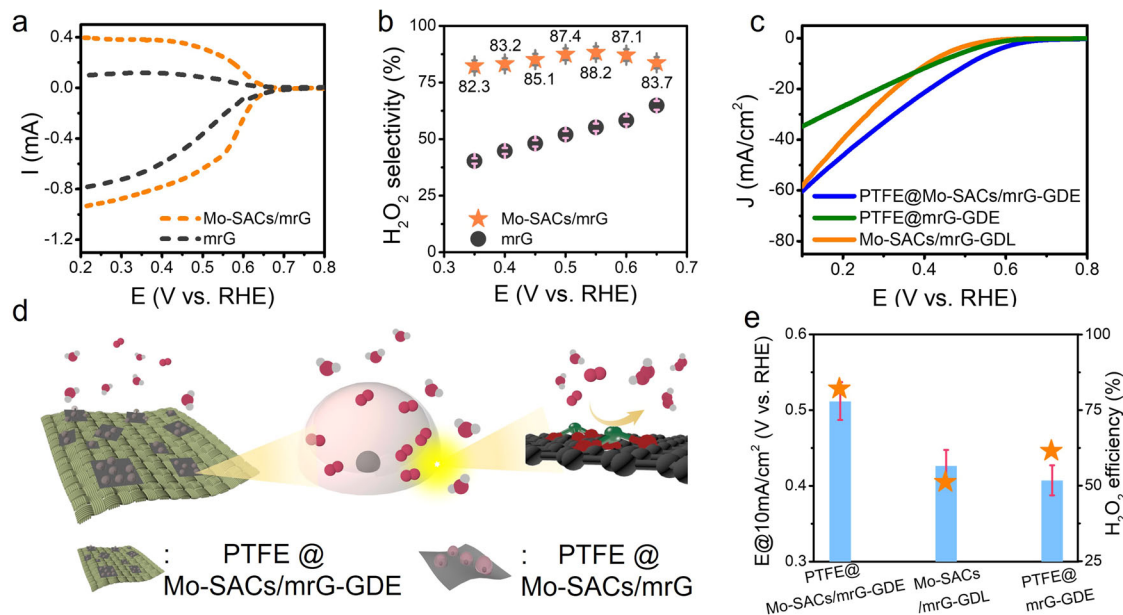 a
I (mA)
0.4
0.0
-0.4
-0.8
-1.2
Mo-SACs/mrG
mrG
0.2 0.3 0.4 0.5 0.6 0.7 0.8
E (V vs. RHE)
b
H₂O₂ selectivity (%)
100
75
50
25
0
82.3
83.2
85.1
87.4
88.2
87.1
83.7
Mo-SACs/mrG
mrG
0.3 0.4 0.5 0.6 0.7
E (V vs. RHE)
c
J (mA/cm²)
0
-20
-40
-60
-80
PTFE@Mo-SACs/mrG-GDE
PTFE@mrG-GDE
Mo-SACs/mrG-GDL
0.2 0.4 0.6 0.8
E (V vs. RHE)
d
: PTFE @
Mo-SACs/mrG-GDE
: PTFE @
Mo-SACs/mrG
e
E@10mA/cm² (V vs. RHE)
0.6
0.5
0.4
0.3
100
75
50
25
H₂O₂ efficiency (%)
PTFE@
Mo-SACs/mrG-GDE
Mo-SACs
/mrG-GDL
PTFE@
mrG-GDE